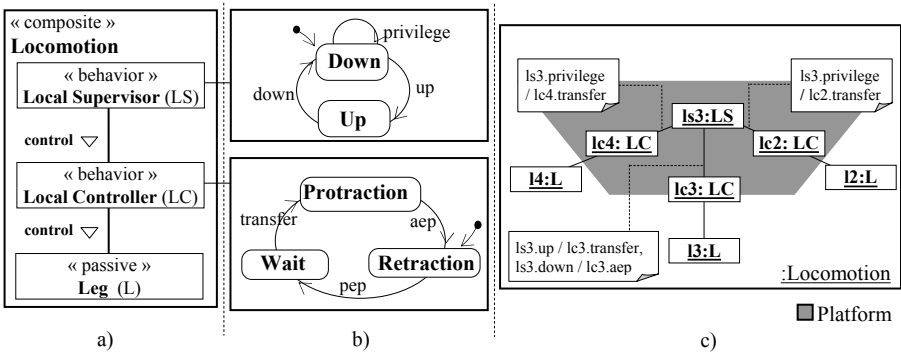 « composite »
Locomotion
« behavior »
Local Supervisor (LS)
control
« behavior »
Local Controller (LC)
control
« passive »
Leg (L)
a)
privilege
Down
down
up
Up
Protraction
transfer
aep
Wait
Retraction
pep
b)
ls3.privilege
/ lc4.transfer
ls3.privilege
/ lc2.transfer
ls3:LS
lc4: LC
lc2: LC
l4:L
lc3: LC
l2:L
ls3.up / lc3.transfer,
ls3.down / lc3.aep
l3:L
:Locomotion
Platform
c)